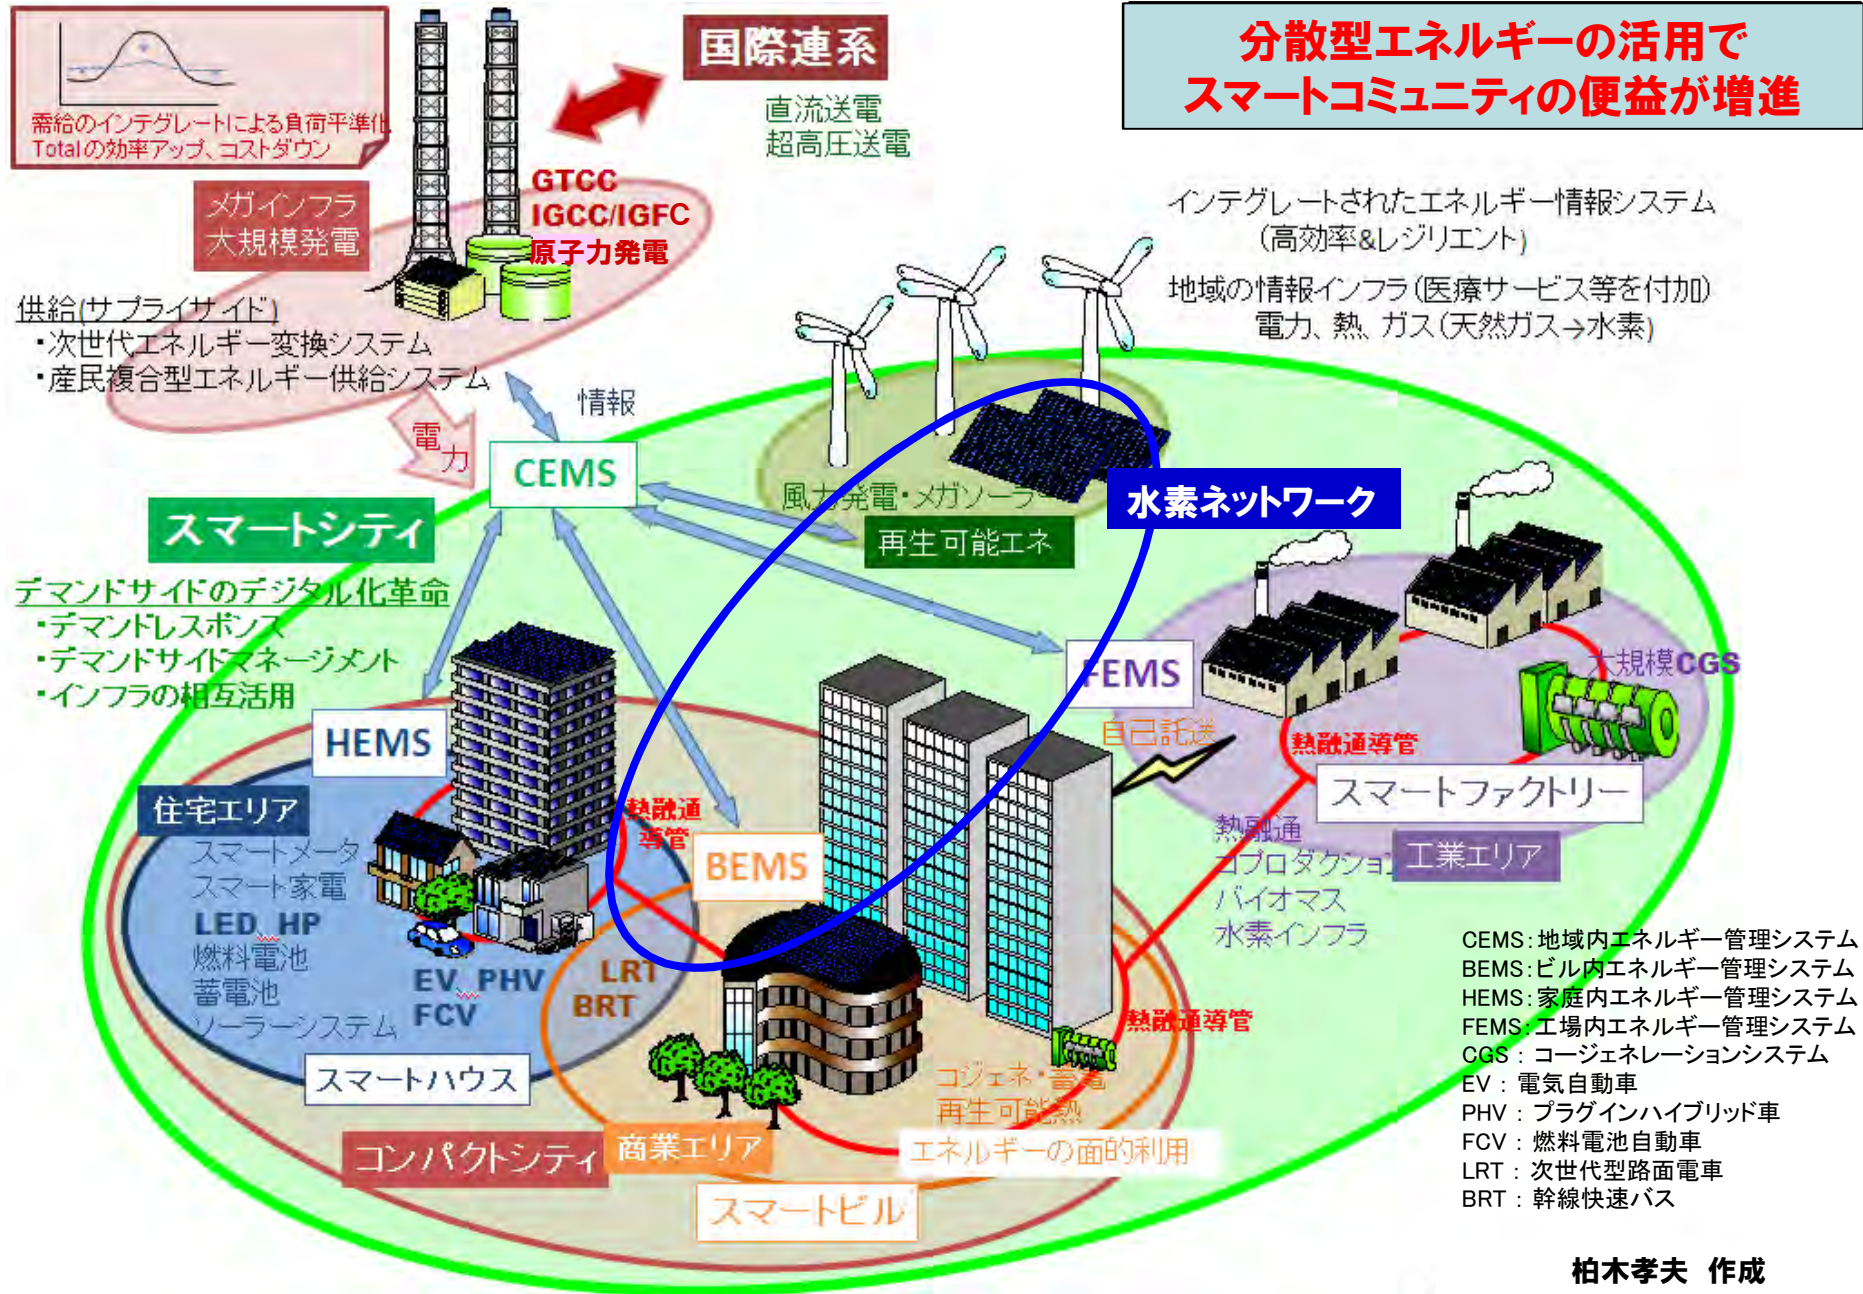 分散型エネルギーの活用で
スマートコミュニティの便益が増進
国際連系
直流送電
超高圧送電
需給のインテグレートによる負荷平準化
Totalの効率アップ、コストダウン
メガインフラ
大規模発電
GTCC
IGCC/IGFC
原子力発電
インテグレートされたエネルギー情報システム
(高効率&レジリエント)
地域の情報インフラ(医療サービス等を付加)
電力、熱、ガス(天然ガス→水素)
供給(サプライサイド)
・次世代エネルギー変換システム
・産民複合型エネルギー供給システム
情報
電力
CEMS
風力発電・メガソーラー
再生可能エネ
水素ネットワーク
スマートシティ
デマンドサイドのデジタル化革命
・デマンドレスポンス
・デマンドサイドマネージメント
・インフラの相互活用
FEMS
大規模CGS
自己託送
熱融通導管
スマートファクトリー
工業エリア
熱融通
コプロダクション
バイオマス
水素インフラ
HEMS
住宅エリア
スマートメータ
スマート家電
LED、HP
燃料電池
蓄電池
ソーラーシステム
EV、PHV
FCV
スマートハウス
熱融通
導管
BEMS
LRT
BRT
熱融通導管
コジェネ・蓄電
再生可能熱
エネルギーの面的利用
コンパクトシティ
商業エリア
スマートビル
CEMS:地域内エネルギー管理システム
BEMS:ビル内エネルギー管理システム
HEMS:家庭内エネルギー管理システム
FEMS:工場内エネルギー管理システム
CGS : コージェネレーションシステム
EV : 電気自動車
PHV : プラグインハイブリッド車
FCV : 燃料電池自動車
LRT : 次世代型路面電車
BRT : 幹線快速バス
柏木孝夫 作成